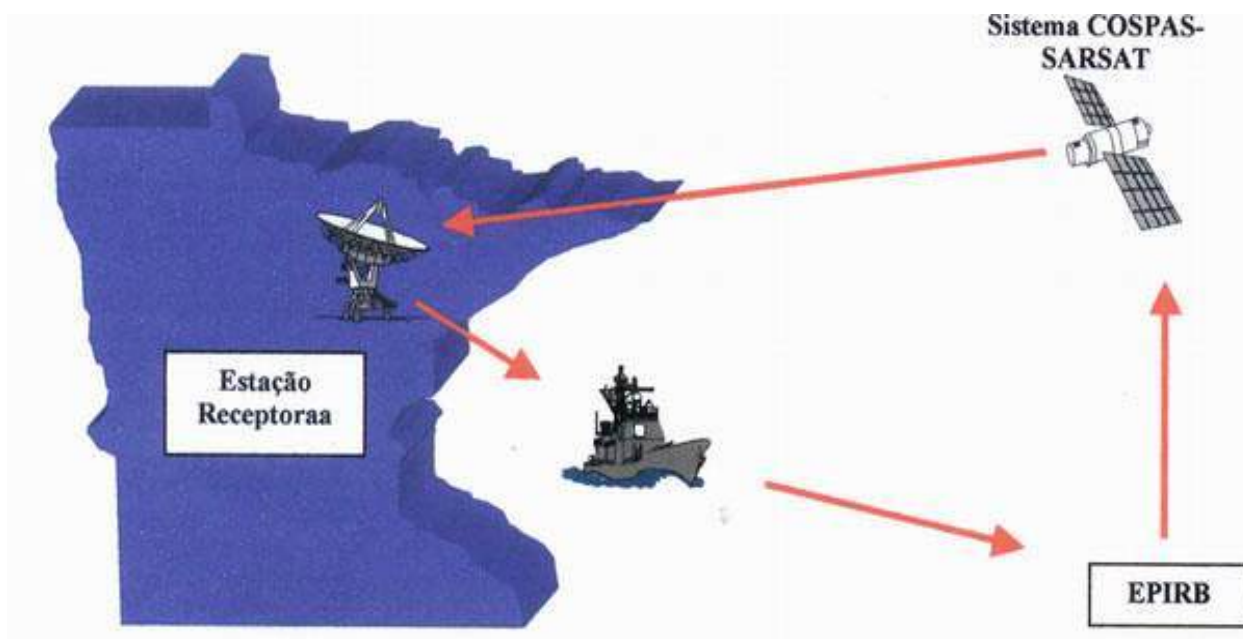 Sistema COSPAS-
SARSAT
Estação
Receptoraa
EPIRB